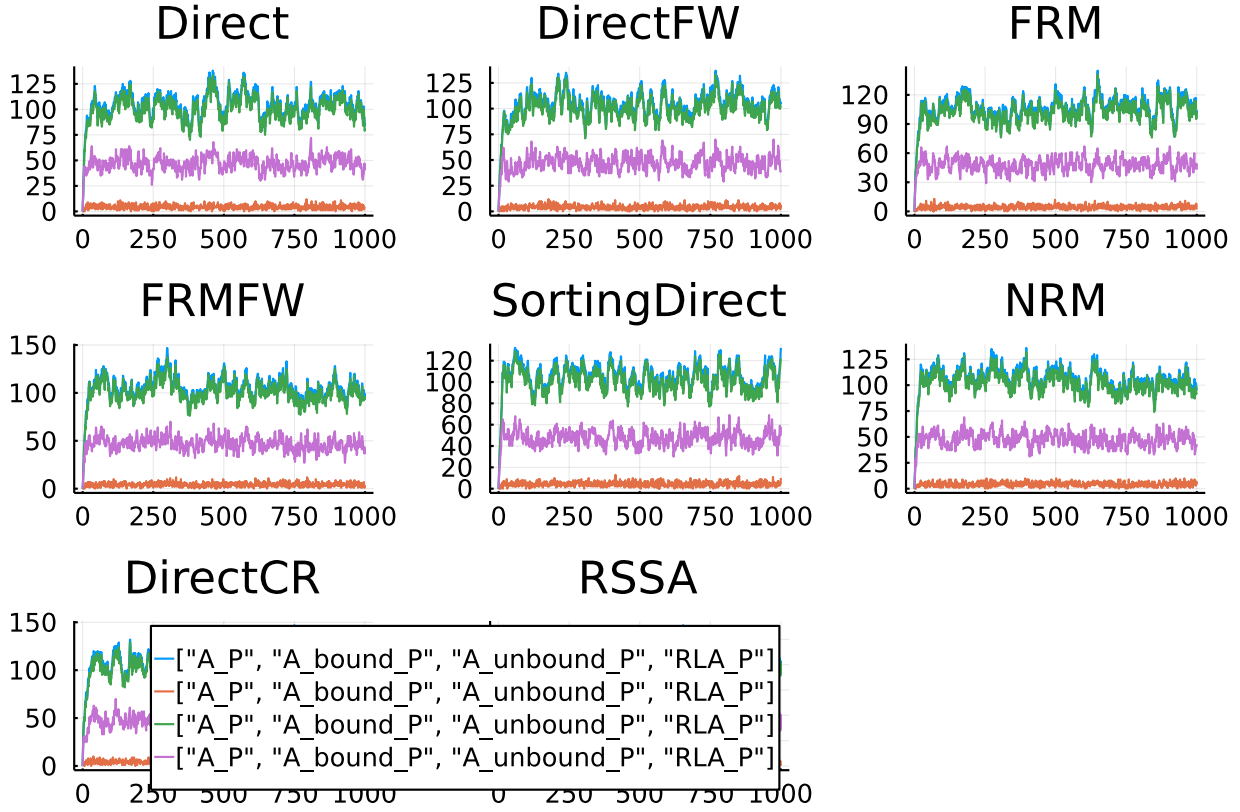 Direct DirectFW FRM
125
100
75
50
25
0
0 250 500 750 1000
125
100
75
50
25
0
0 250 500 750 1000
120
90
60
30
0
0 250 500 750 1000
FRMFW SortingDirect NRM
150
100
50
0
0 250 500 750 1000
120
100
80
60
40
20
0
0 250 500 750 1000
125
100
75
50
25
0
0 250 500 750 1000
DirectCR RSSA
150
100
50
0
["A_P", "A_bound_P", "A_unbound_P", "RLA_P"]
["A_P", "A_bound_P", "A_unbound_P", "RLA_P"]
["A_P", "A_bound_P", "A_unbound_P", "RLA_P"]
["A_P", "A_bound_P", "A_unbound_P", "RLA_P"]
0 250 500 750 1000 0 250 500 750 1000